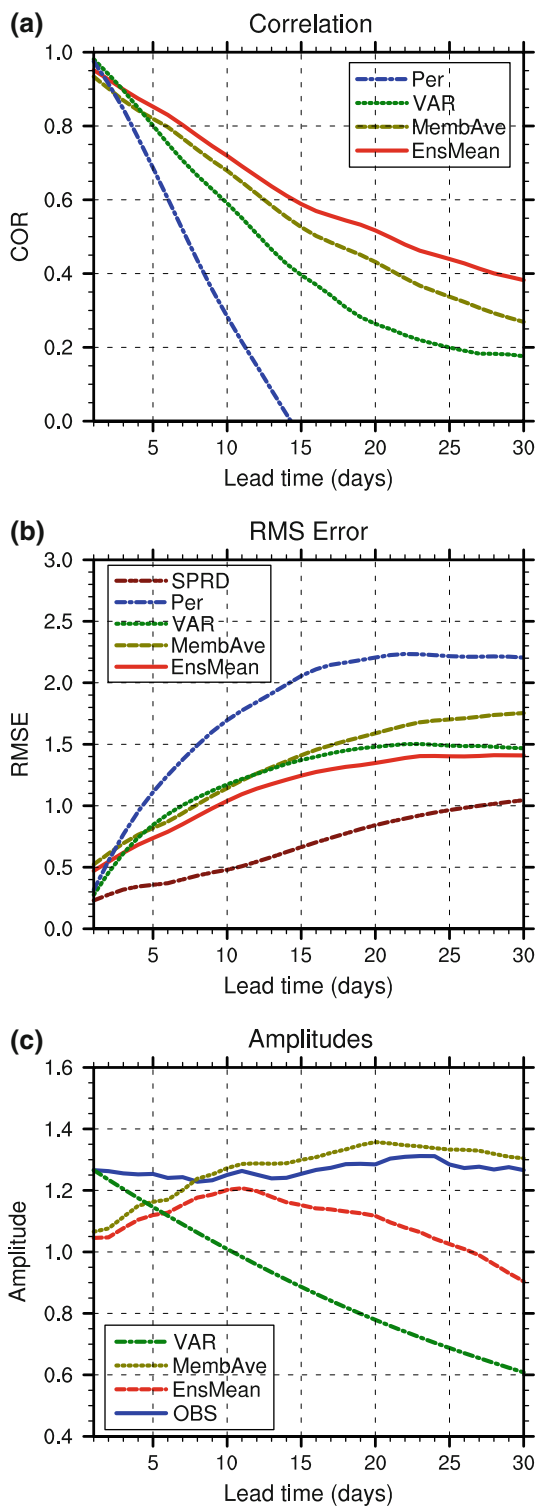 (a) Correlation
Per
VAR
MembAve
EnsMean
COR
1.0
0.8
0.6
0.4
0.2
0.0
5 10 15 20 25 30
Lead time (days)
(b) RMS Error
SPRD
Per
VAR
MembAve
EnsMean
RMSE
3.0
2.5
2.0
1.5
1.0
0.5
0.0
5 10 15 20 25 30
Lead time (days)
(c) Amplitudes
Amplitude
1.6
1.4
1.2
1.0
0.8
0.6
0.4
VAR
MembAve
EnsMean
OBS
5 10 15 20 25 30
Lead time (days)